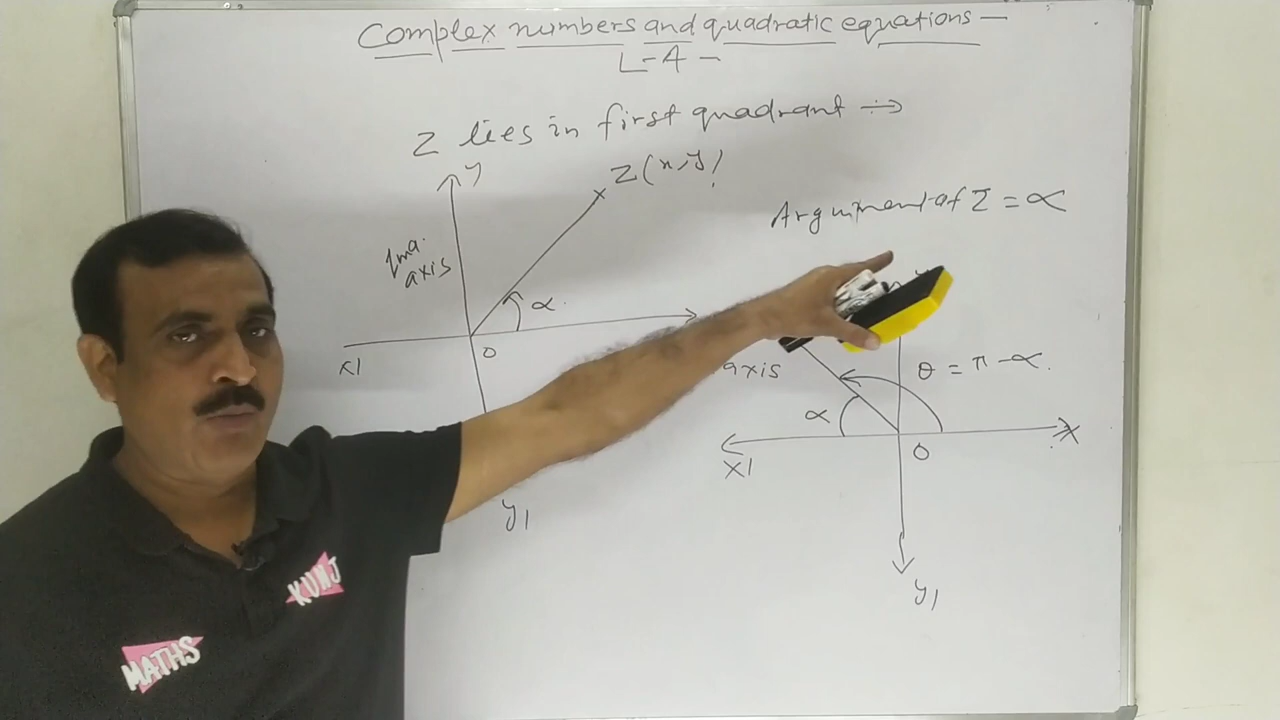 Complex numbers and quadratic equations -
L-4 -
Z lies in first quadrant ÷>
y
Z(x,y)
Ima.
axis
α
X1
O
y1
Argument of Z = α
axis
θ = π - α.
α
X
X1
O
y1
KUNJ
MATHS